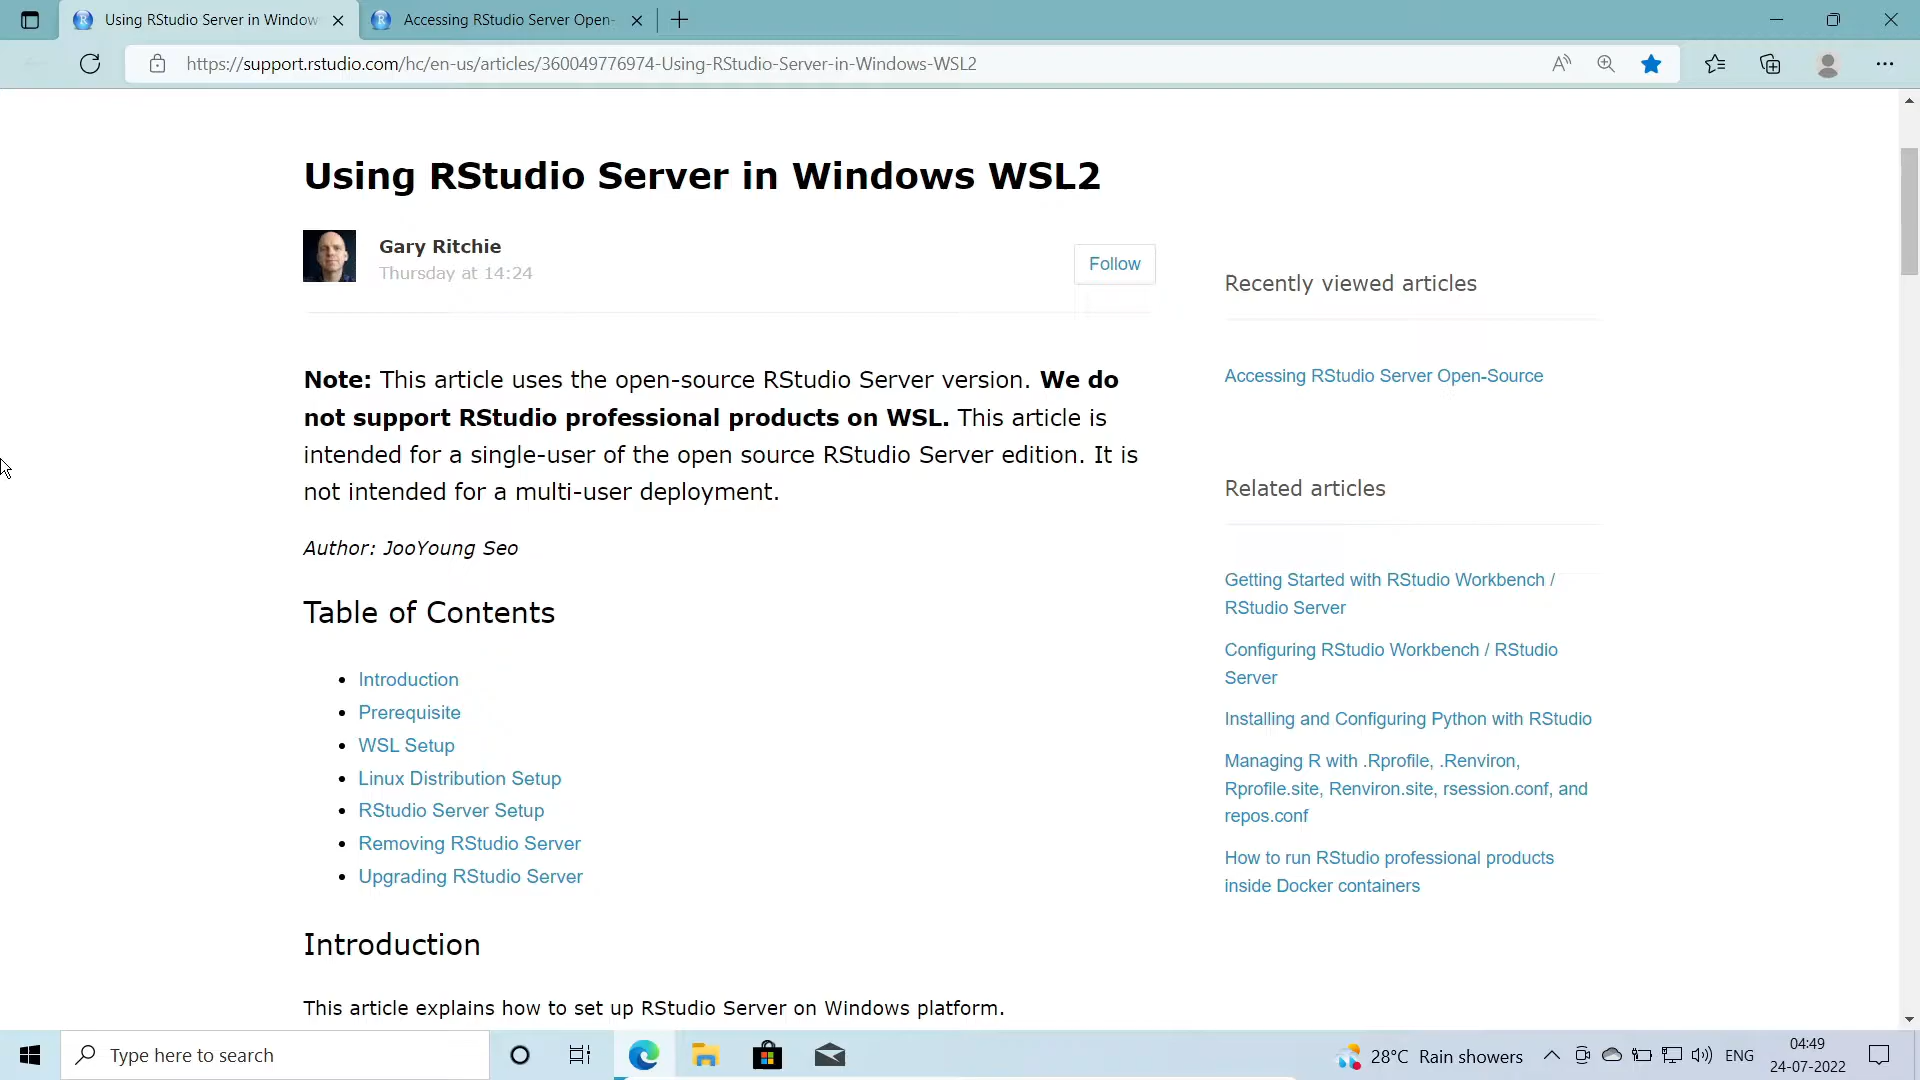 Using RStudio Server in Window
Accessing RStudio Server Open-
https://support.rstudio.com/hc/en-us/articles/360049776974-Using-RStudio-Server-in-Windows-WSL2
Using RStudio Server in Windows WSL2
Gary Ritchie
Thursday at 14:24
Follow
Note: This article uses the open-source RStudio Server version. We do
not support RStudio professional products on WSL. This article is
intended for a single-user of the open source RStudio Server edition. It is
not intended for a multi-user deployment.
Author: JooYoung Seo
Table of Contents
Introduction
Prerequisite
WSL Setup
Linux Distribution Setup
RStudio Server Setup
Removing RStudio Server
Upgrading RStudio Server
Introduction
This article explains how to set up RStudio Server on Windows platform.
Recently viewed articles
Accessing RStudio Server Open-Source
Related articles
Getting Started with RStudio Workbench /
RStudio Server
Configuring RStudio Workbench / RStudio
Server
Installing and Configuring Python with RStudio
Managing R with .Rprofile, .Renviron,
Rprofile.site, Renviron.site, rsession.conf, and
repos.conf
How to run RStudio professional products
inside Docker containers
Type here to search
28°C Rain showers
ENG
04:49
24-07-2022